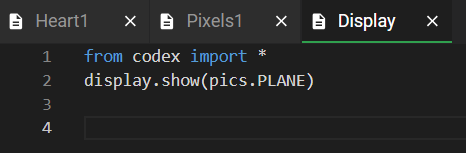 Heart1 × Pixels1 × Display ×
1 from codex import *
2 display.show(pics.PLANE)
3
4